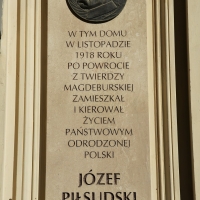 W TYM DOMU
W LISTOPADZIE
1918 ROKU
PO POWROCIE
Z TWIERDZY
MAGDEBURSKIEJ
ZAMIESZKAŁ
I KIEROWAŁ
ŻYCIEM
PAŃSTWOWYM
ODRODZONEJ
POLSKI
JÓZEF
PIŁSUDSKI